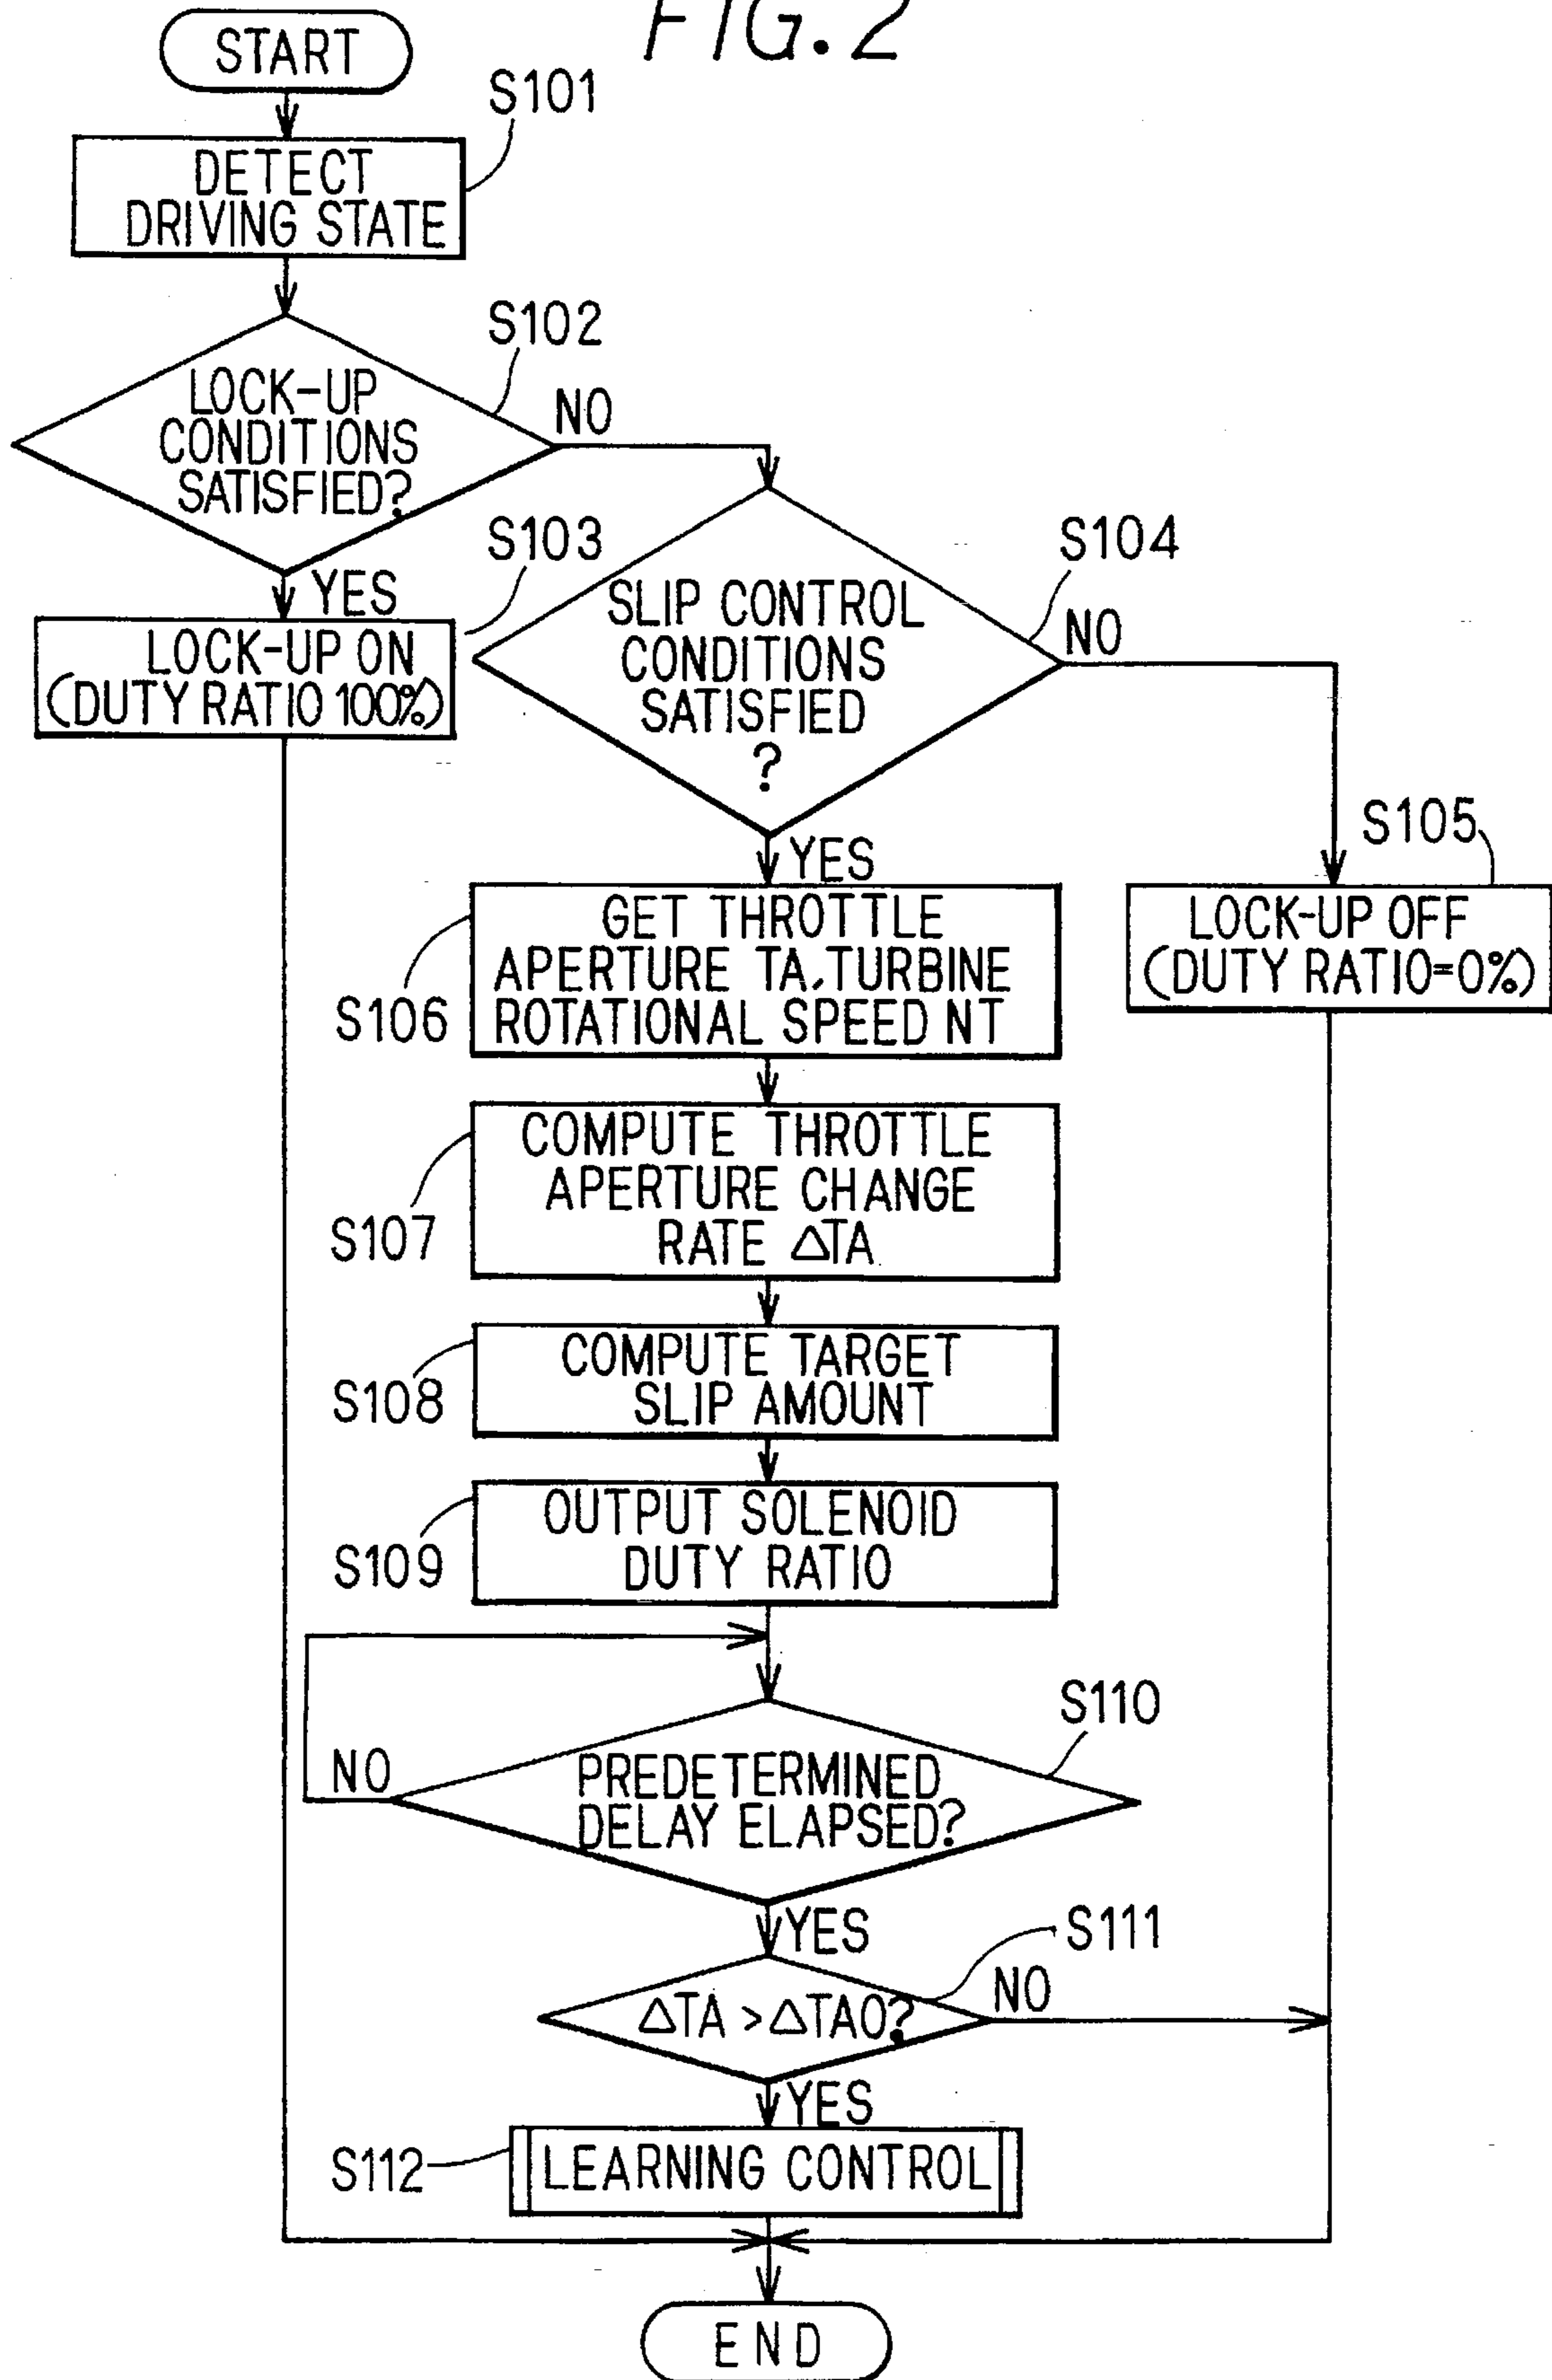 FIG. 2
START
S101
DETECT
DRIVING STATE
S102
LOCK-UP
CONDITIONS
SATISFIED?
NO
YES
S103
LOCK-UP ON
(DUTY RATIO 100%)
S104
SLIP CONTROL
CONDITIONS
SATISFIED
?
NO
YES
S105
LOCK-UP OFF
(DUTY RATIO=0%)
S106
GET THROTTLE
APERTURE TA, TURBINE
ROTATIONAL SPEED NT
S107
COMPUTE THROTTLE
APERTURE CHANGE
RATE △TA
S108
COMPUTE TARGET
SLIP AMOUNT
S109
OUTPUT SOLENOID
DUTY RATIO
S110
NO
PREDETERMINED
DELAY ELAPSED?
YES
S111
△TA > △TA0?
NO
YES
S112
LEARNING CONTROL
END